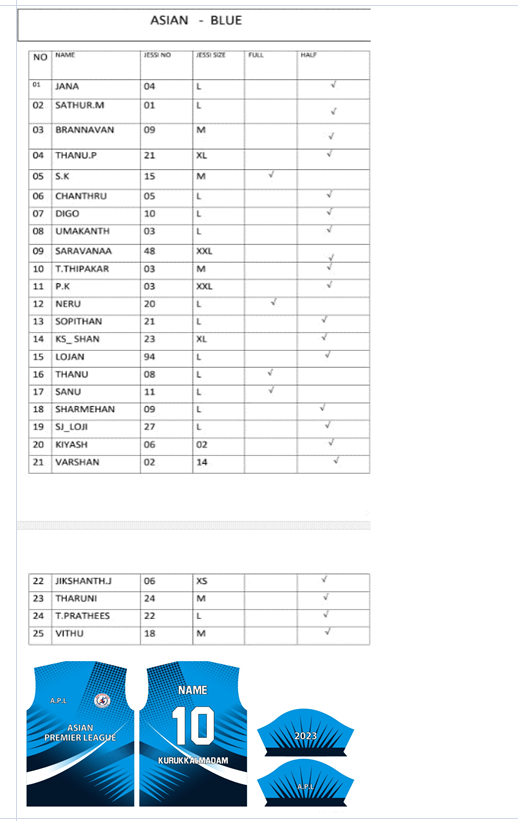 ASIAN - BLUE
NO NAME JESSI NO JESSI SIZE FULL HALF
01 JANA 04 L √
02 SATHUR.M 01 L √
03 BRANNAVAN 09 M √
04 THANU.P 21 XL √
05 S.K 15 M √
06 CHANTHRU 05 L √
07 DIGO 10 L √
08 UMAKANTH 03 L √
09 SARAVANAA 48 XXL √
10 T.THIPAKAR 03 M √
11 P.K 03 XXL √
12 NERU 20 L √
13 SOPITHAN 21 L √
14 KS_ SHAN 23 XL √
15 LOJAN 94 L √
16 THANU 08 L √
17 SANU 11 L √
18 SHARMEHAN 09 L √
19 SJ_LOJI 27 L √
20 KIYASH 06 02 √
21 VARSHAN 02 14 √
22 JIKSHANTH.J 06 XS √
23 THARUNI 24 M √
24 T.PRATHEES 22 L √
25 VITHU 18 M √
A.P.L
ASIAN
PREMIER LEAGUE
NAME
10
KURUKKALMADAM
2023
A.P.L